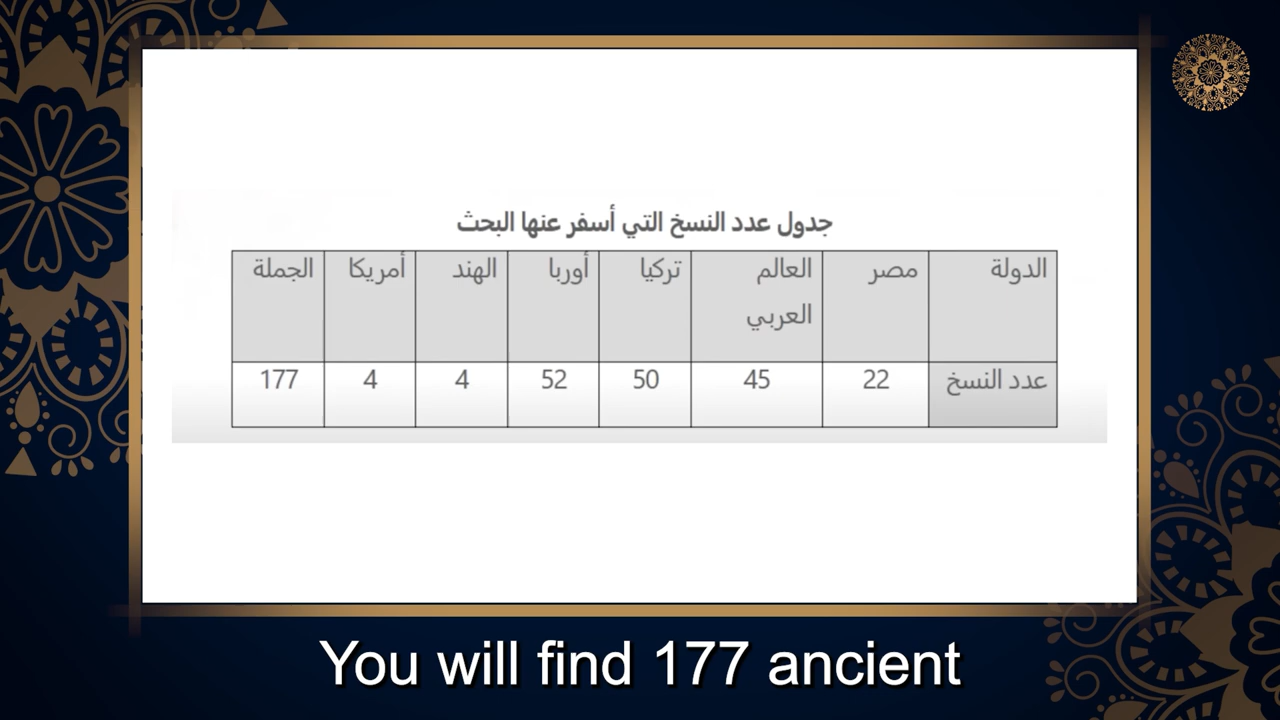 جدول عدد النسخ التي أسفر عنها البحث
الدولة مصر العالم العربي تركيا أوربا الهند أمريكا الجملة
عدد النسخ 22 45 50 52 4 4 177
You will find 177 ancient